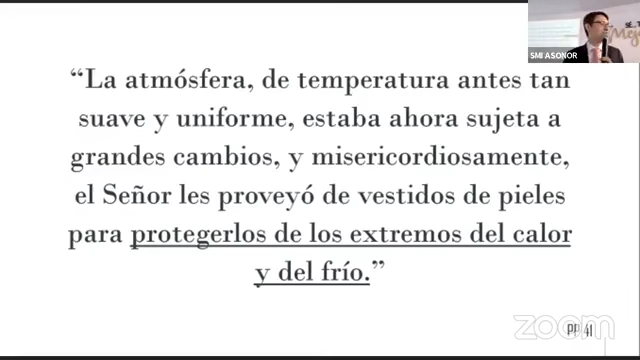 SMI ASONOR
“La atmósfera, de temperatura antes tan
suave y uniforme, estaba ahora sujeta a
grandes cambios, y misericordiosamente,
el Señor les proveyó de vestidos de pieles
para protegerlos de los extremos del calor
y del frío.”
pp 41
zoom